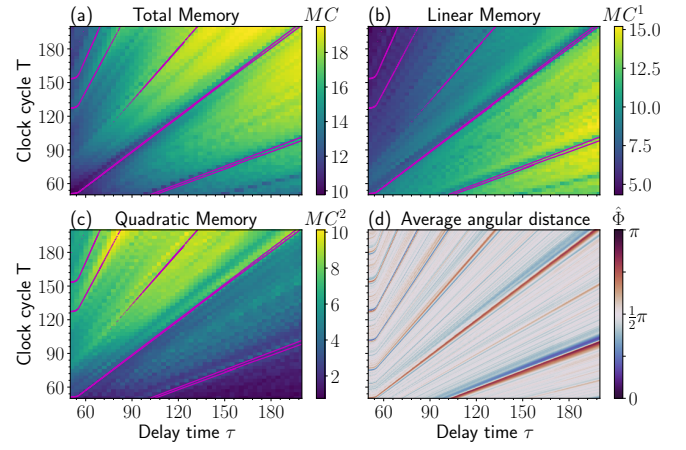 (a) Total Memory MC
(b) Linear Memory MC¹
Clock cycle T
180
150
120
90
60
18
16
14
12
10
15.0
12.5
10.0
7.5
5.0
(c) Quadratic Memory MC²
(d) Average angular distance Φ̂
Clock cycle T
180
150
120
90
60
10
8
6
4
2
π
½π
0
60 90 120 150 180
60 90 120 150 180
Delay time τ
Delay time τ